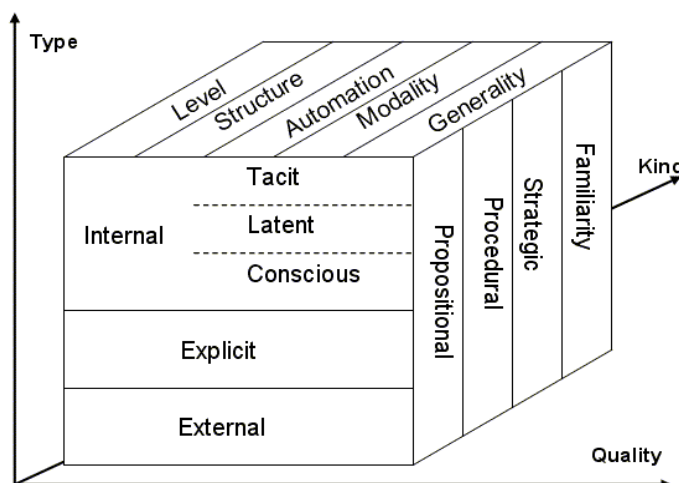 Type
Level
Structure
Automation
Modality
Generality
Tacit
Internal
Latent
Conscious
Explicit
External
Propositional
Procedural
Strategic
Familiarity
Kind
Quality